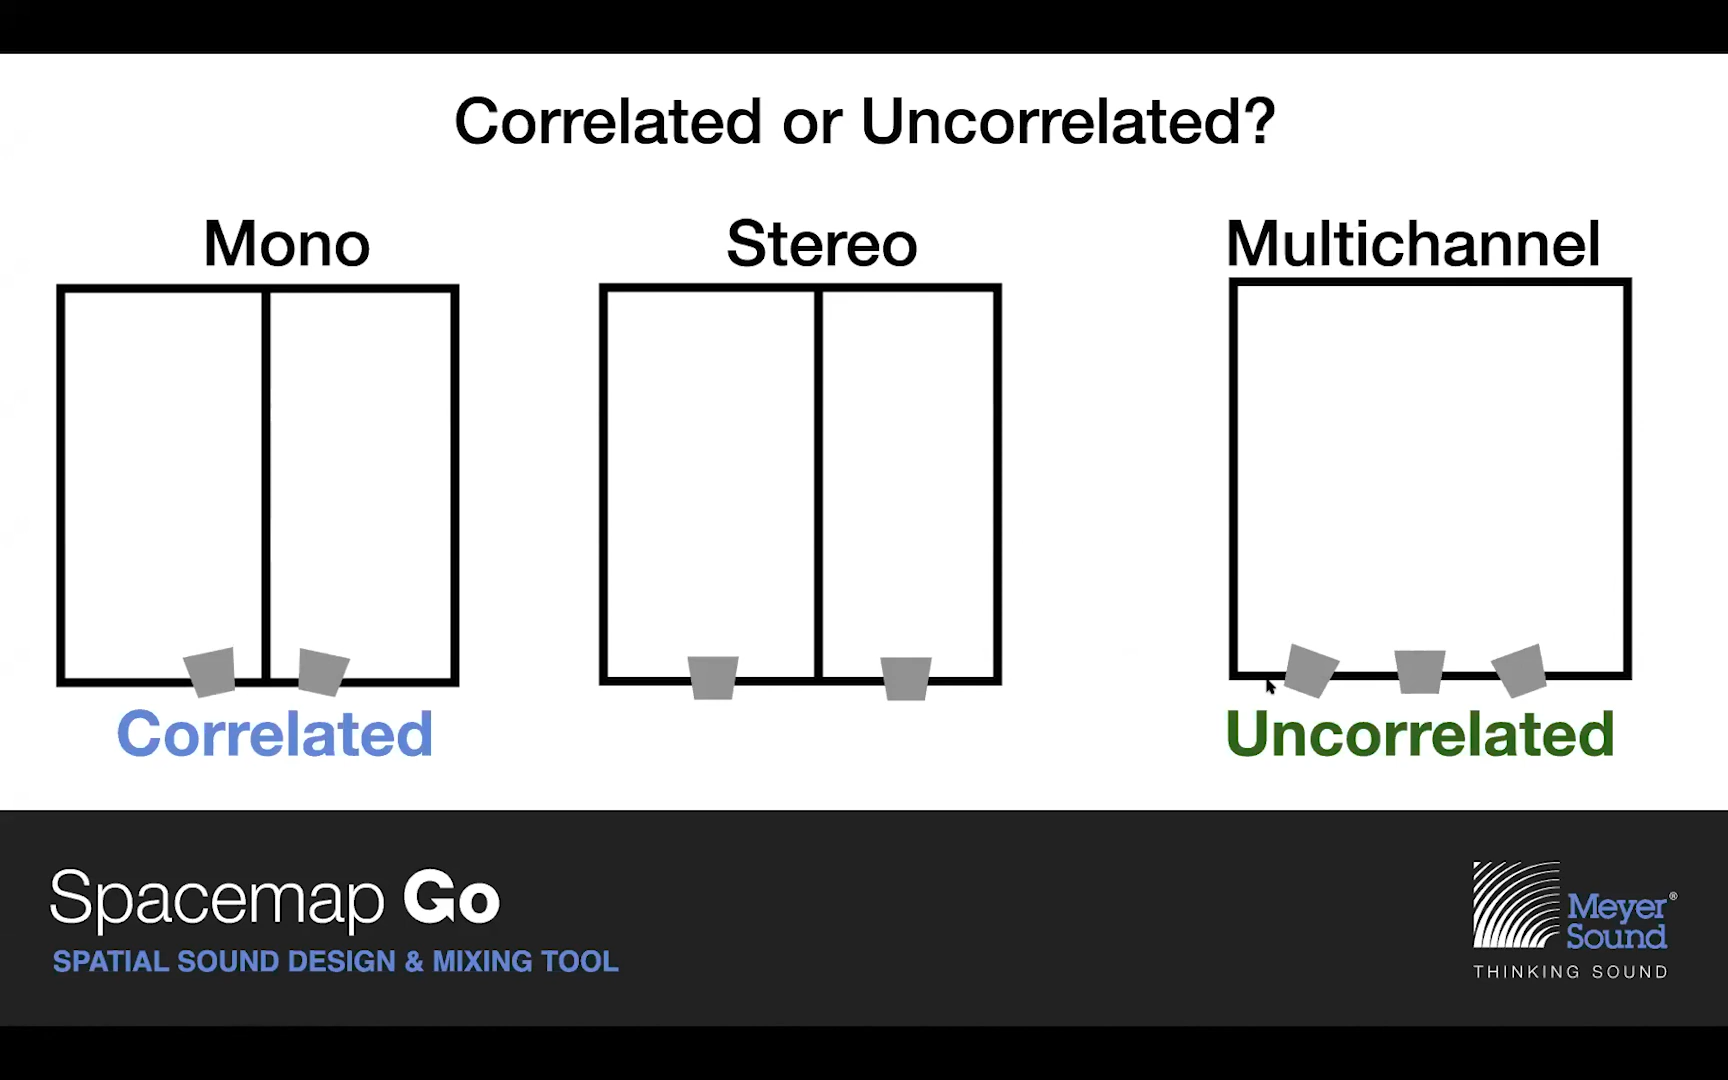 Correlated or Uncorrelated?
Mono
Stereo
Multichannel
Correlated
Uncorrelated
Spacemap Go
SPATIAL SOUND DESIGN & MIXING TOOL
Meyer®
Sound
THINKING SOUND